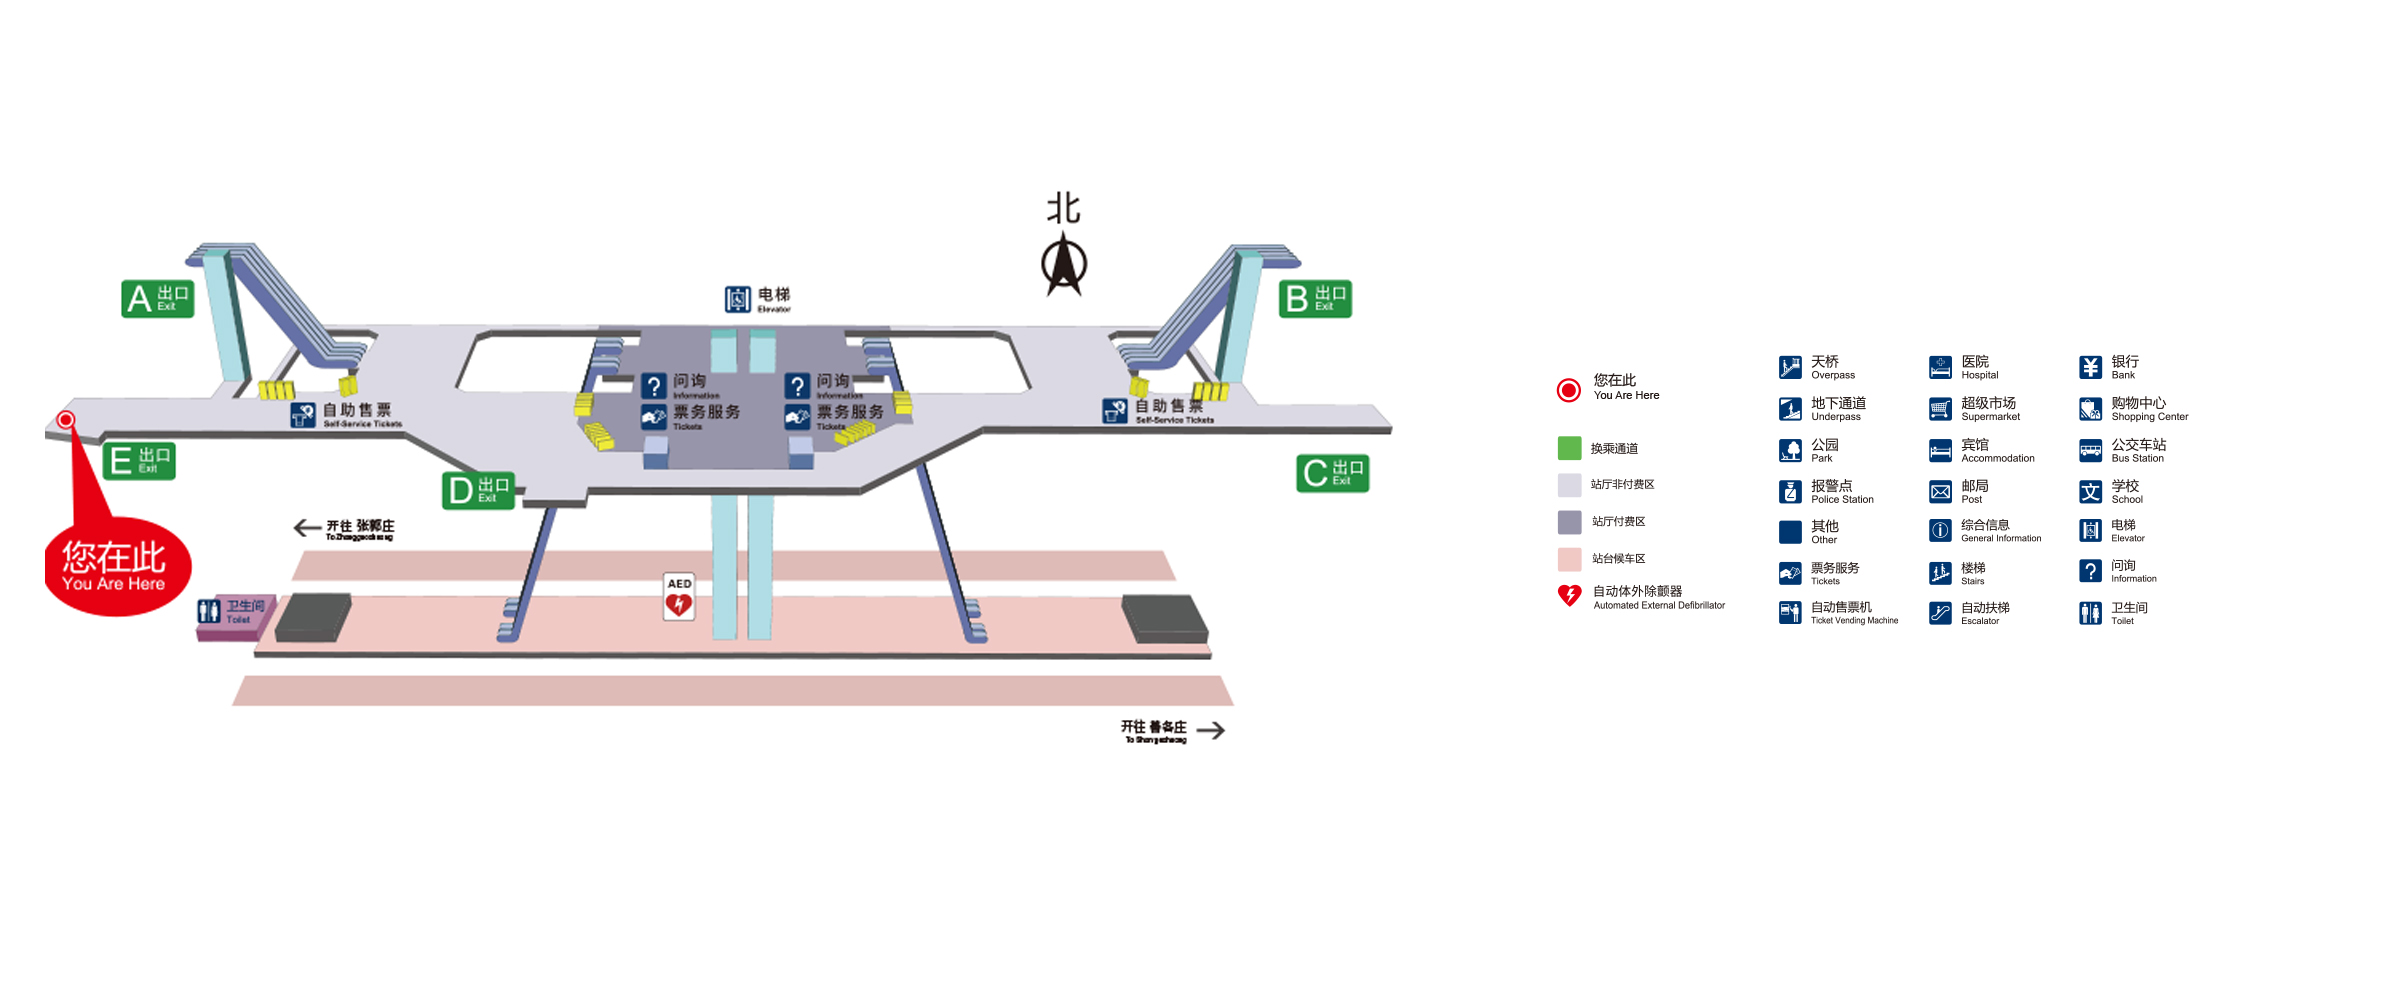 北
A 出口
Exit
B 出口
Exit
电梯
Elevator
问询
Information
票务服务
Tickets
问询
Information
票务服务
Tickets
自助售票
Self-Service Tickets
自助售票
Self-Service Tickets
E 出口
Exit
D 出口
Exit
C 出口
Exit
您在此
You Are Here
开往 张郭庄
To Zhangguozhuang
AED
卫生间
Toilet
开往 善各庄
To Shangezhuang
您在此
You Are Here
换乘通道
站厅非付费区
站厅付费区
站台候车区
自动体外除颤器
Automated External Defibrillator
天桥
Overpass
地下通道
Underpass
公园
Park
报警点
Police Station
其他
Other
票务服务
Tickets
自动售票机
Ticket Vending Machine
医院
Hospital
超级市场
Supermarket
宾馆
Accommodation
邮局
Post
综合信息
General Information
楼梯
Stairs
自动扶梯
Escalator
银行
Bank
购物中心
Shopping Center
公交车站
Bus Station
文
学校
School
电梯
Elevator
问询
Information
卫生间
Toilet